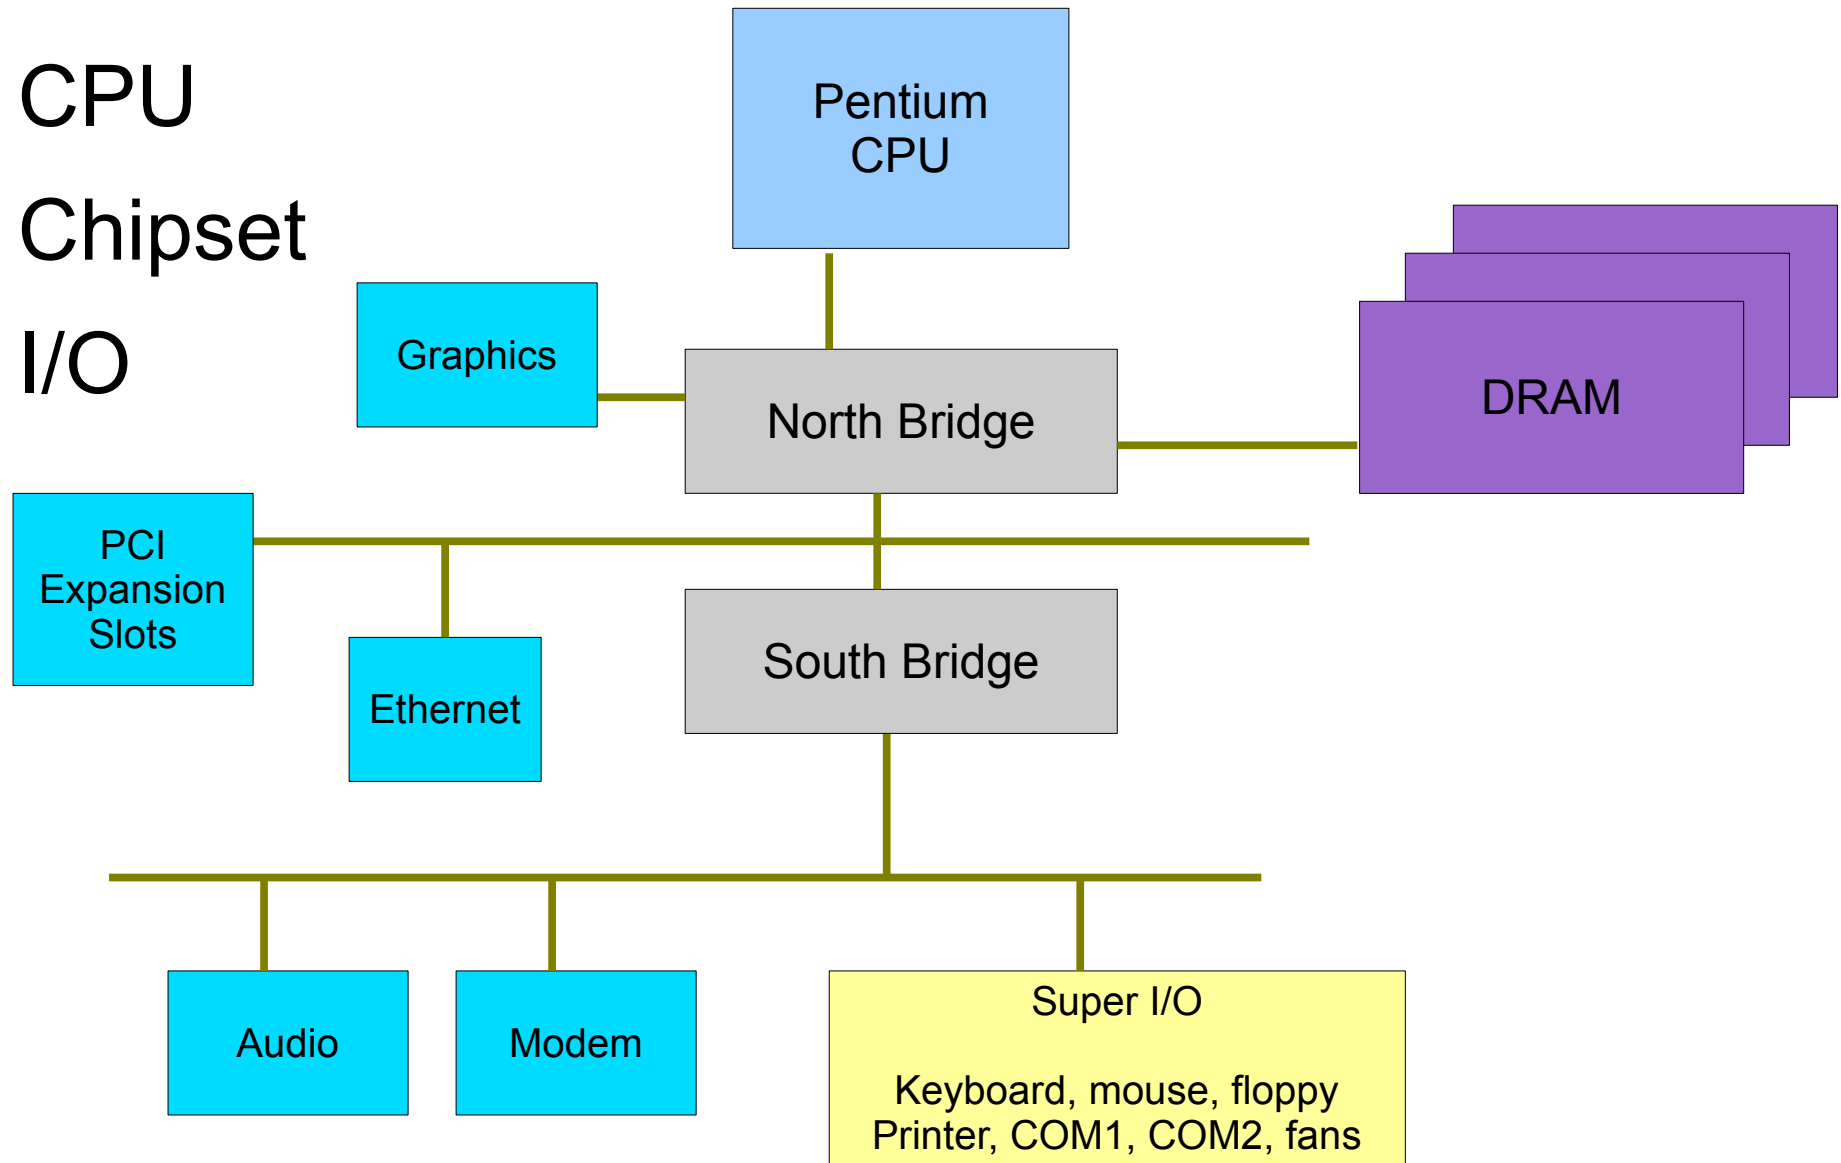 CPU
Chipset
I/O
Pentium
CPU
Graphics
North Bridge
DRAM
PCI
Expansion
Slots
Ethernet
South Bridge
Audio
Modem
Super I/O
Keyboard, mouse, floppy
Printer, COM1, COM2, fans